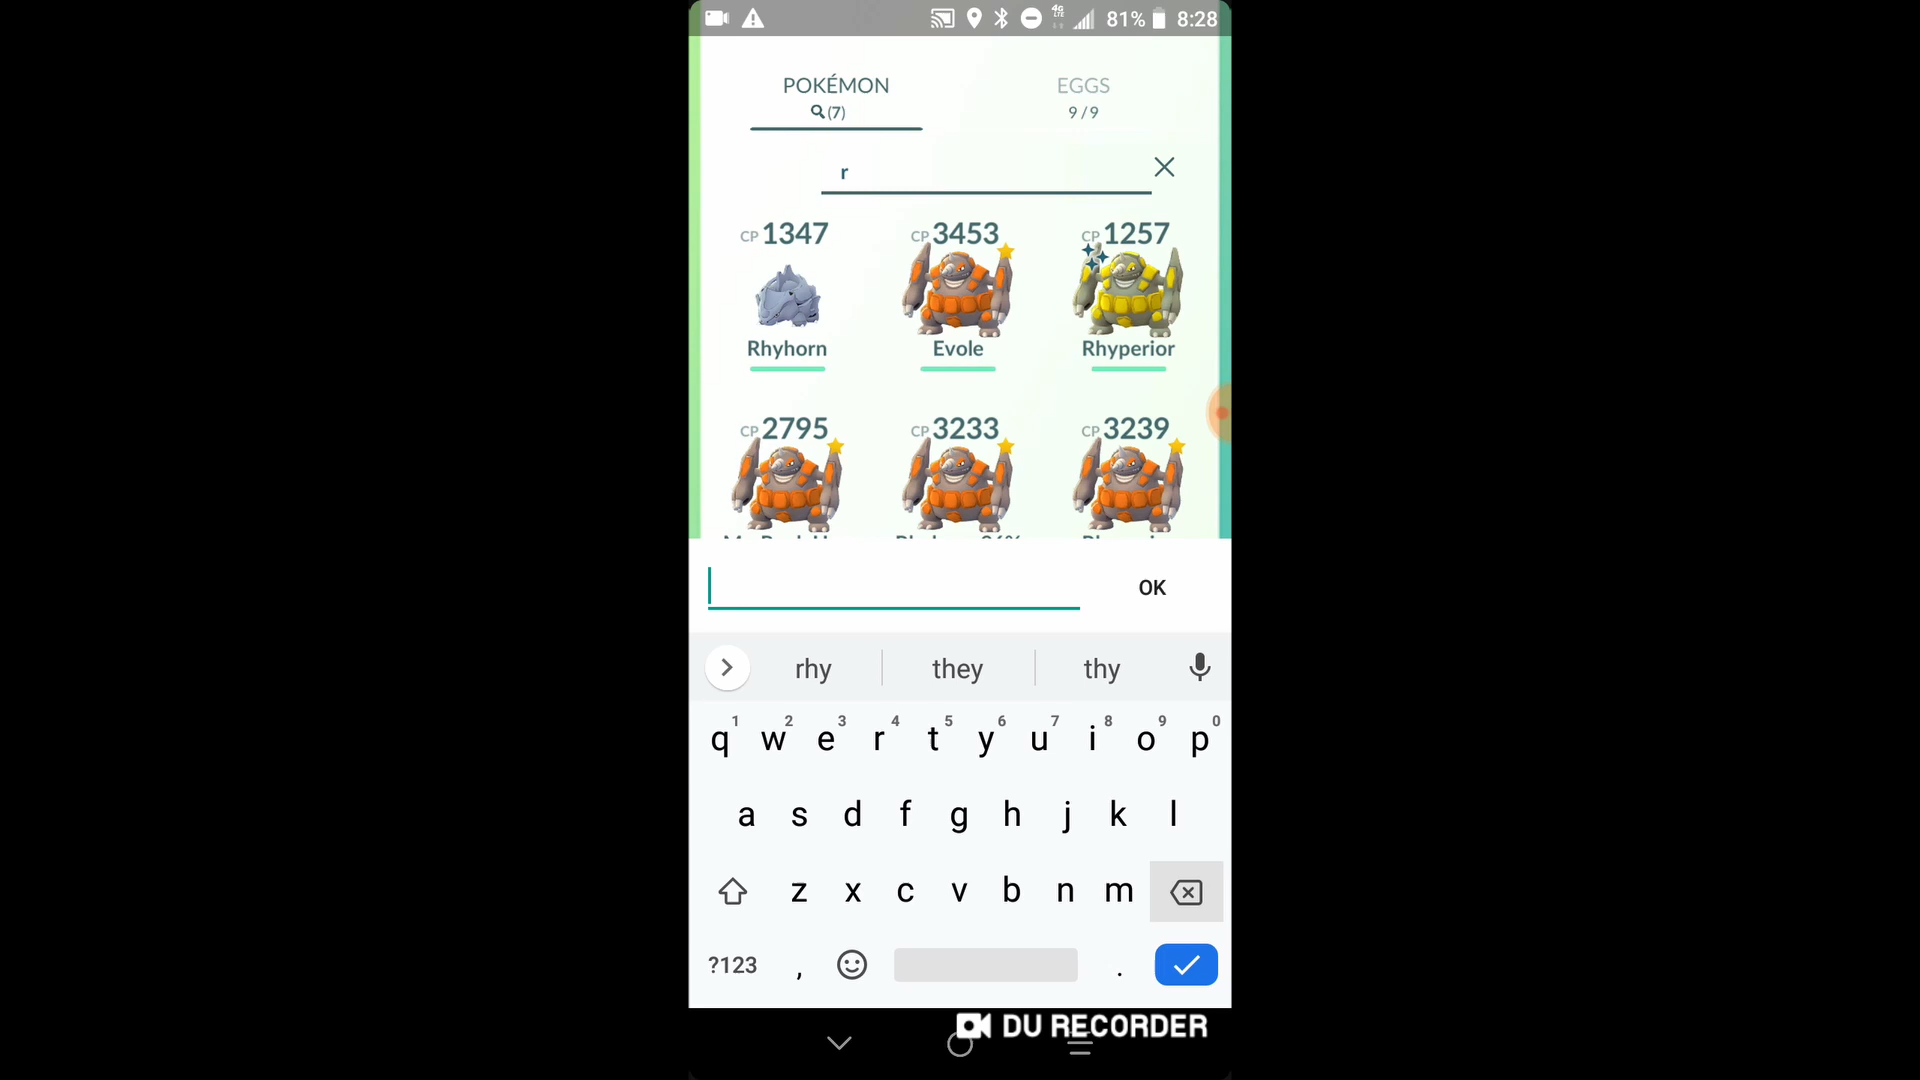 4G LTE 81% 8:28
POKÉMON EGGS
(7) 9 / 9
r
CP 1347 CP 3453 CP 1257
Rhyhorn Evole Rhyperior
CP 2795 CP 3233 CP 3239
OK
rhy they thy
1 2 3 4 5 6 7 8 9 0
q w e r t y u i o p
a s d f g h j k l
z x c v b n m
?123 , .
DU RECORDER